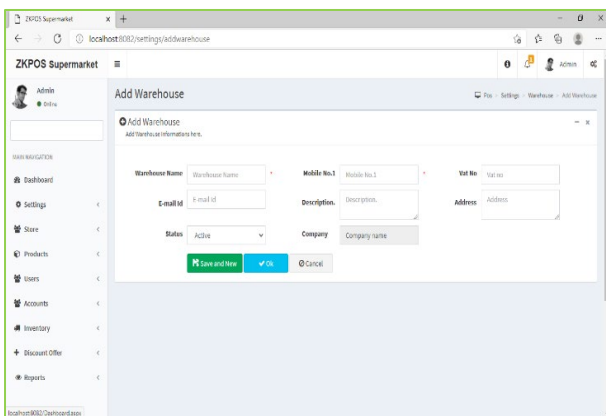 ZKPOS Supermarket
localhost:8082/settings/addwarehouse
ZKPOS Supermarket
Admin
Admin
Online
Add Warehouse
Pos - Settings - Warehouse - Add Warehouse
Add Warehouse
Add Warehouse Informations here.
MAIN NAVIGATION
Dashboard
Settings
Store
Products
Users
Accounts
Inventory
Discount Offer
Reports
Warehouse Name Warehouse Name * Mobile No.1 Mobile No.1 * Vat No Vat no
E-mail Id E-mail Id Description. Description. Address Address
Status Active Company Company name
Save and New Ok Cancel
localhost:8082/Dashboard.aspx